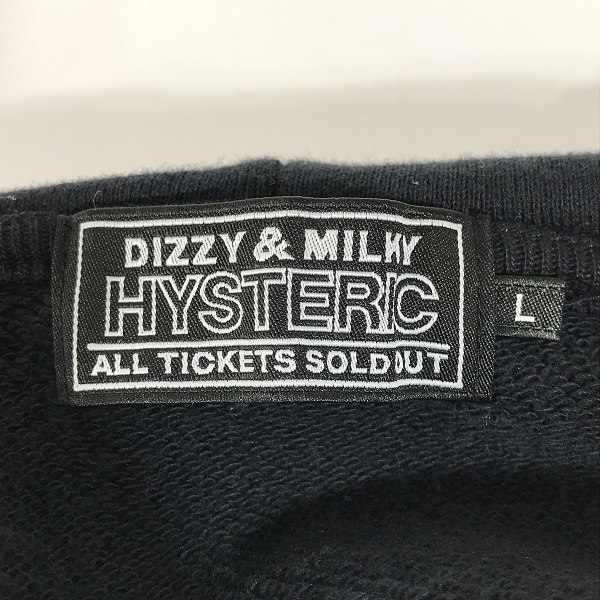 DIZZY & MILKY
HYSTERIC
ALL TICKETS SOLD OUT
L